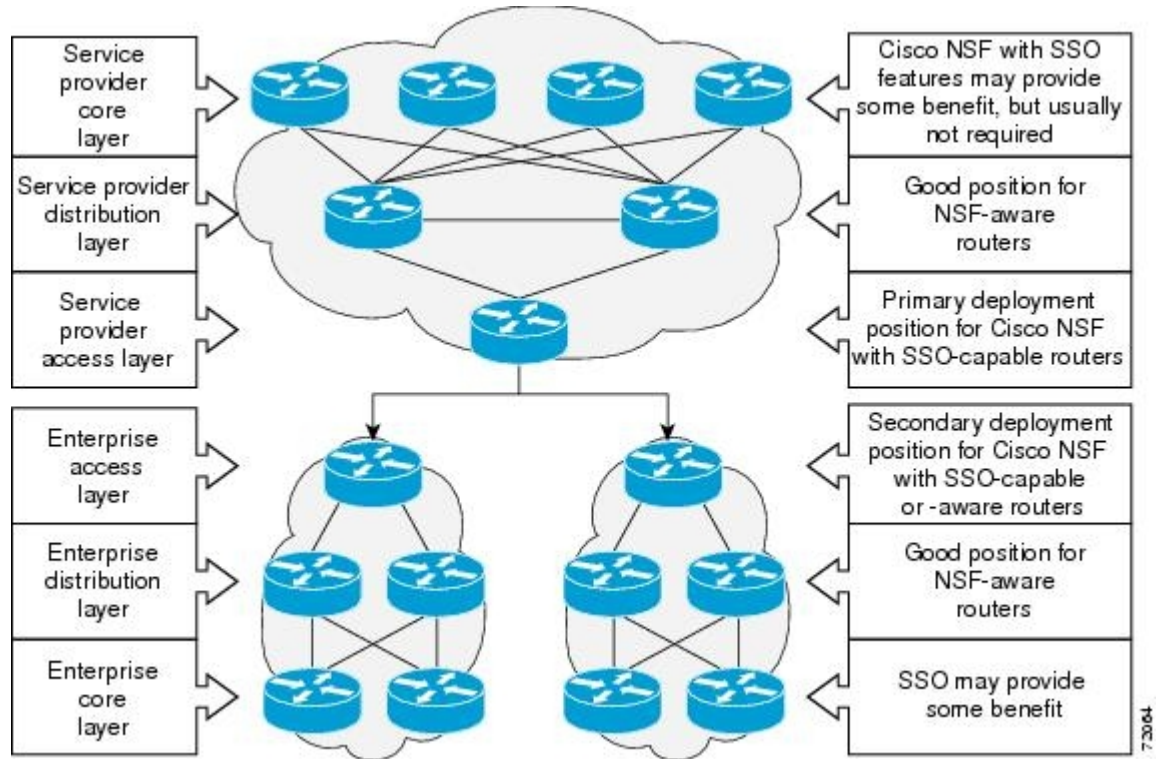 Service
provider
core
layer
Cisco NSF with SSO
features may provide
some benefit, but usually
not required
Service provider
distribution
layer
Good position for
NSF-aware
routers
Service
provider
access layer
Primary deployment
position for Cisco NSF
with SSO-capable routers
Enterprise
access
layer
Secondary deployment
position for Cisco NSF
with SSO-capable
or -aware routers
Enterprise
distribution
layer
Good position for
NSF-aware
routers
Enterprise
core
layer
SSO may provide
some benefit
72064